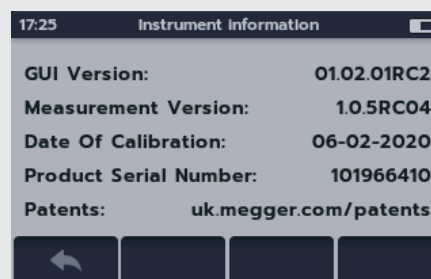 17:25 Instrument Information
GUI Version: 01.02.01RC2
Measurement Version: 1.0.5RC04
Date Of Calibration: 06-02-2020
Product Serial Number: 101966410
Patents: uk.megger.com/patents